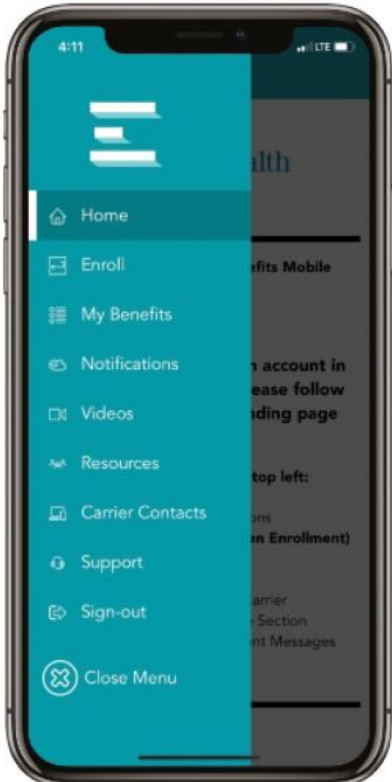 4:11
LTE
alth
Home
Enroll
efits Mobile
My Benefits
Notifications
n account in
ease follow
Videos
nding page
Resources
top left:
Carrier Contacts
ons
en Enrollment)
Support
Sign-out
arrier
Section
nt Messages
Close Menu